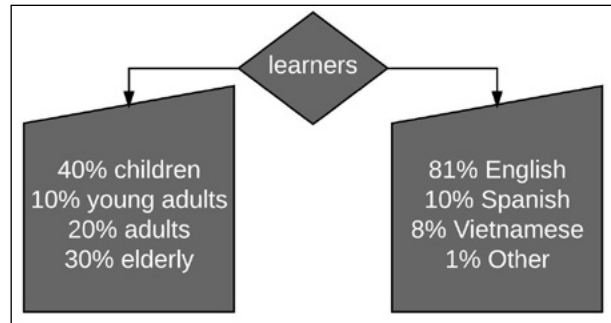 learners
40% children
10% young adults
20% adults
30% elderly
81% English
10% Spanish
8% Vietnamese
1% Other